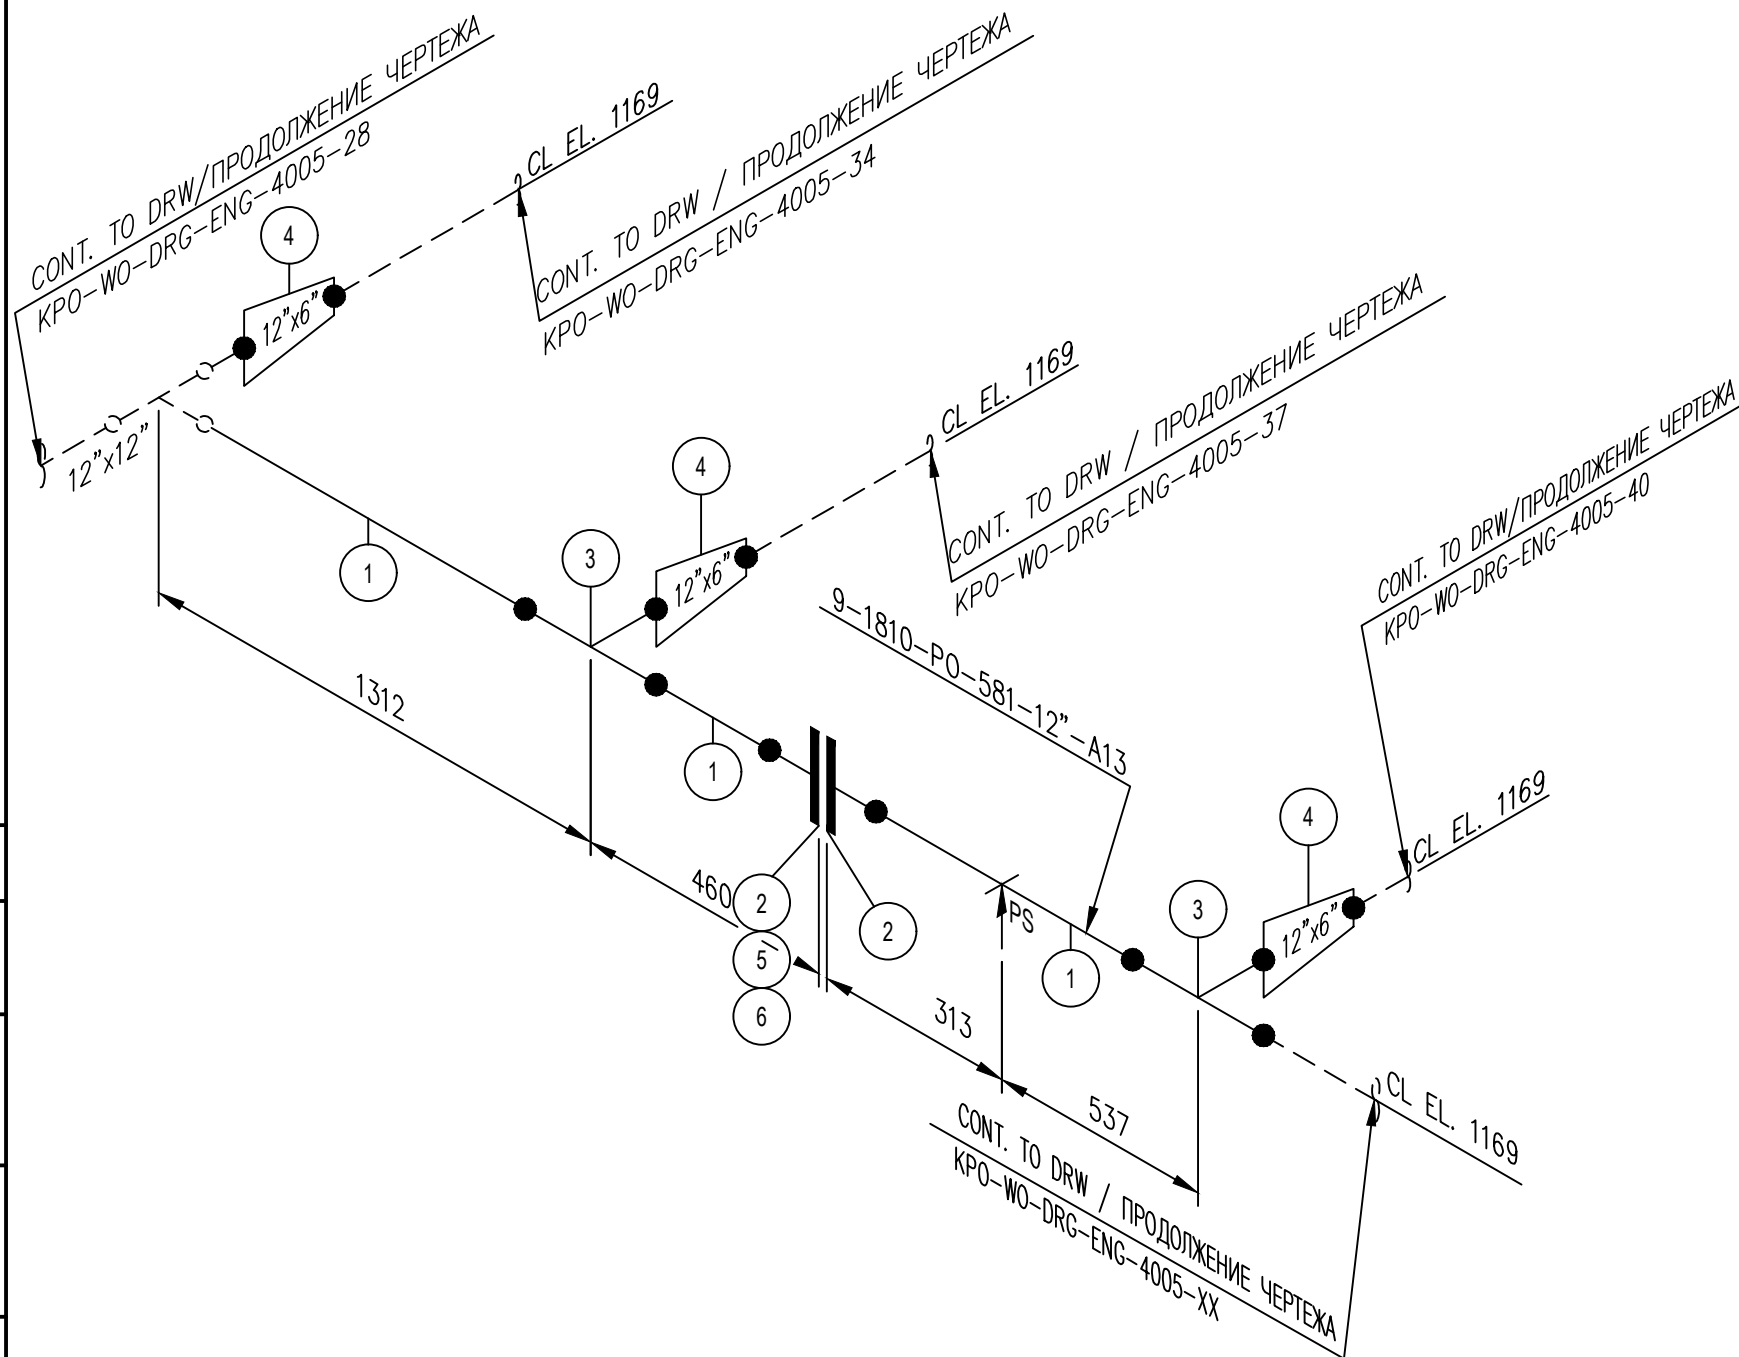 CONT. TO DRW/ПРОДОЛЖЕНИЕ ЧЕРТЕЖА
KPO-WO-DRG-ENG-4005-28
4
12"x6"
12"x12"
CL EL. 1169
CONT. TO DRW / ПРОДОЛЖЕНИЕ ЧЕРТЕЖА
KPO-WO-DRG-ENG-4005-34
1
3
4
12"x6"
CL EL. 1169
CONT. TO DRW / ПРОДОЛЖЕНИЕ ЧЕРТЕЖА
KPO-WO-DRG-ENG-4005-37
1312
1
9-1810-PO-581-12"-A13
CONT. TO DRW/ПРОДОЛЖЕНИЕ ЧЕРТЕЖА
KPO-WO-DRG-ENG-4005-40
460
2
5
6
2
PS
1
3
4
12"x6"
CL EL. 1169
313
537
CL EL. 1169
CONT. TO DRW / ПРОДОЛЖЕНИЕ ЧЕРТЕЖА
KPO-WO-DRG-ENG-4005-XX